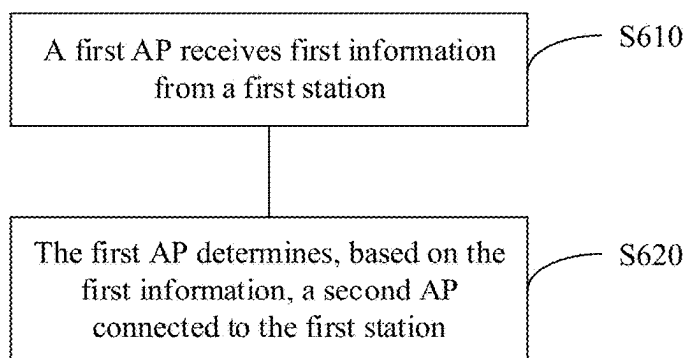 A first AP receives first information
from a first station
S610
The first AP determines, based on the
first information, a second AP
connected to the first station
S620